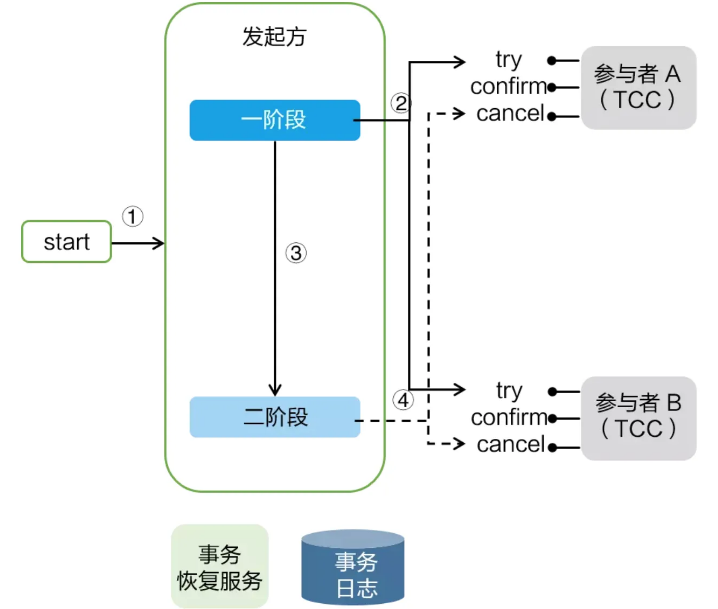 发起方
一阶段
②
start
①
③
二阶段
④
try
confirm
cancel
参与者 A
（TCC）
try
confirm
cancel
参与者 B
（TCC）
事务
恢复服务
事务
日志